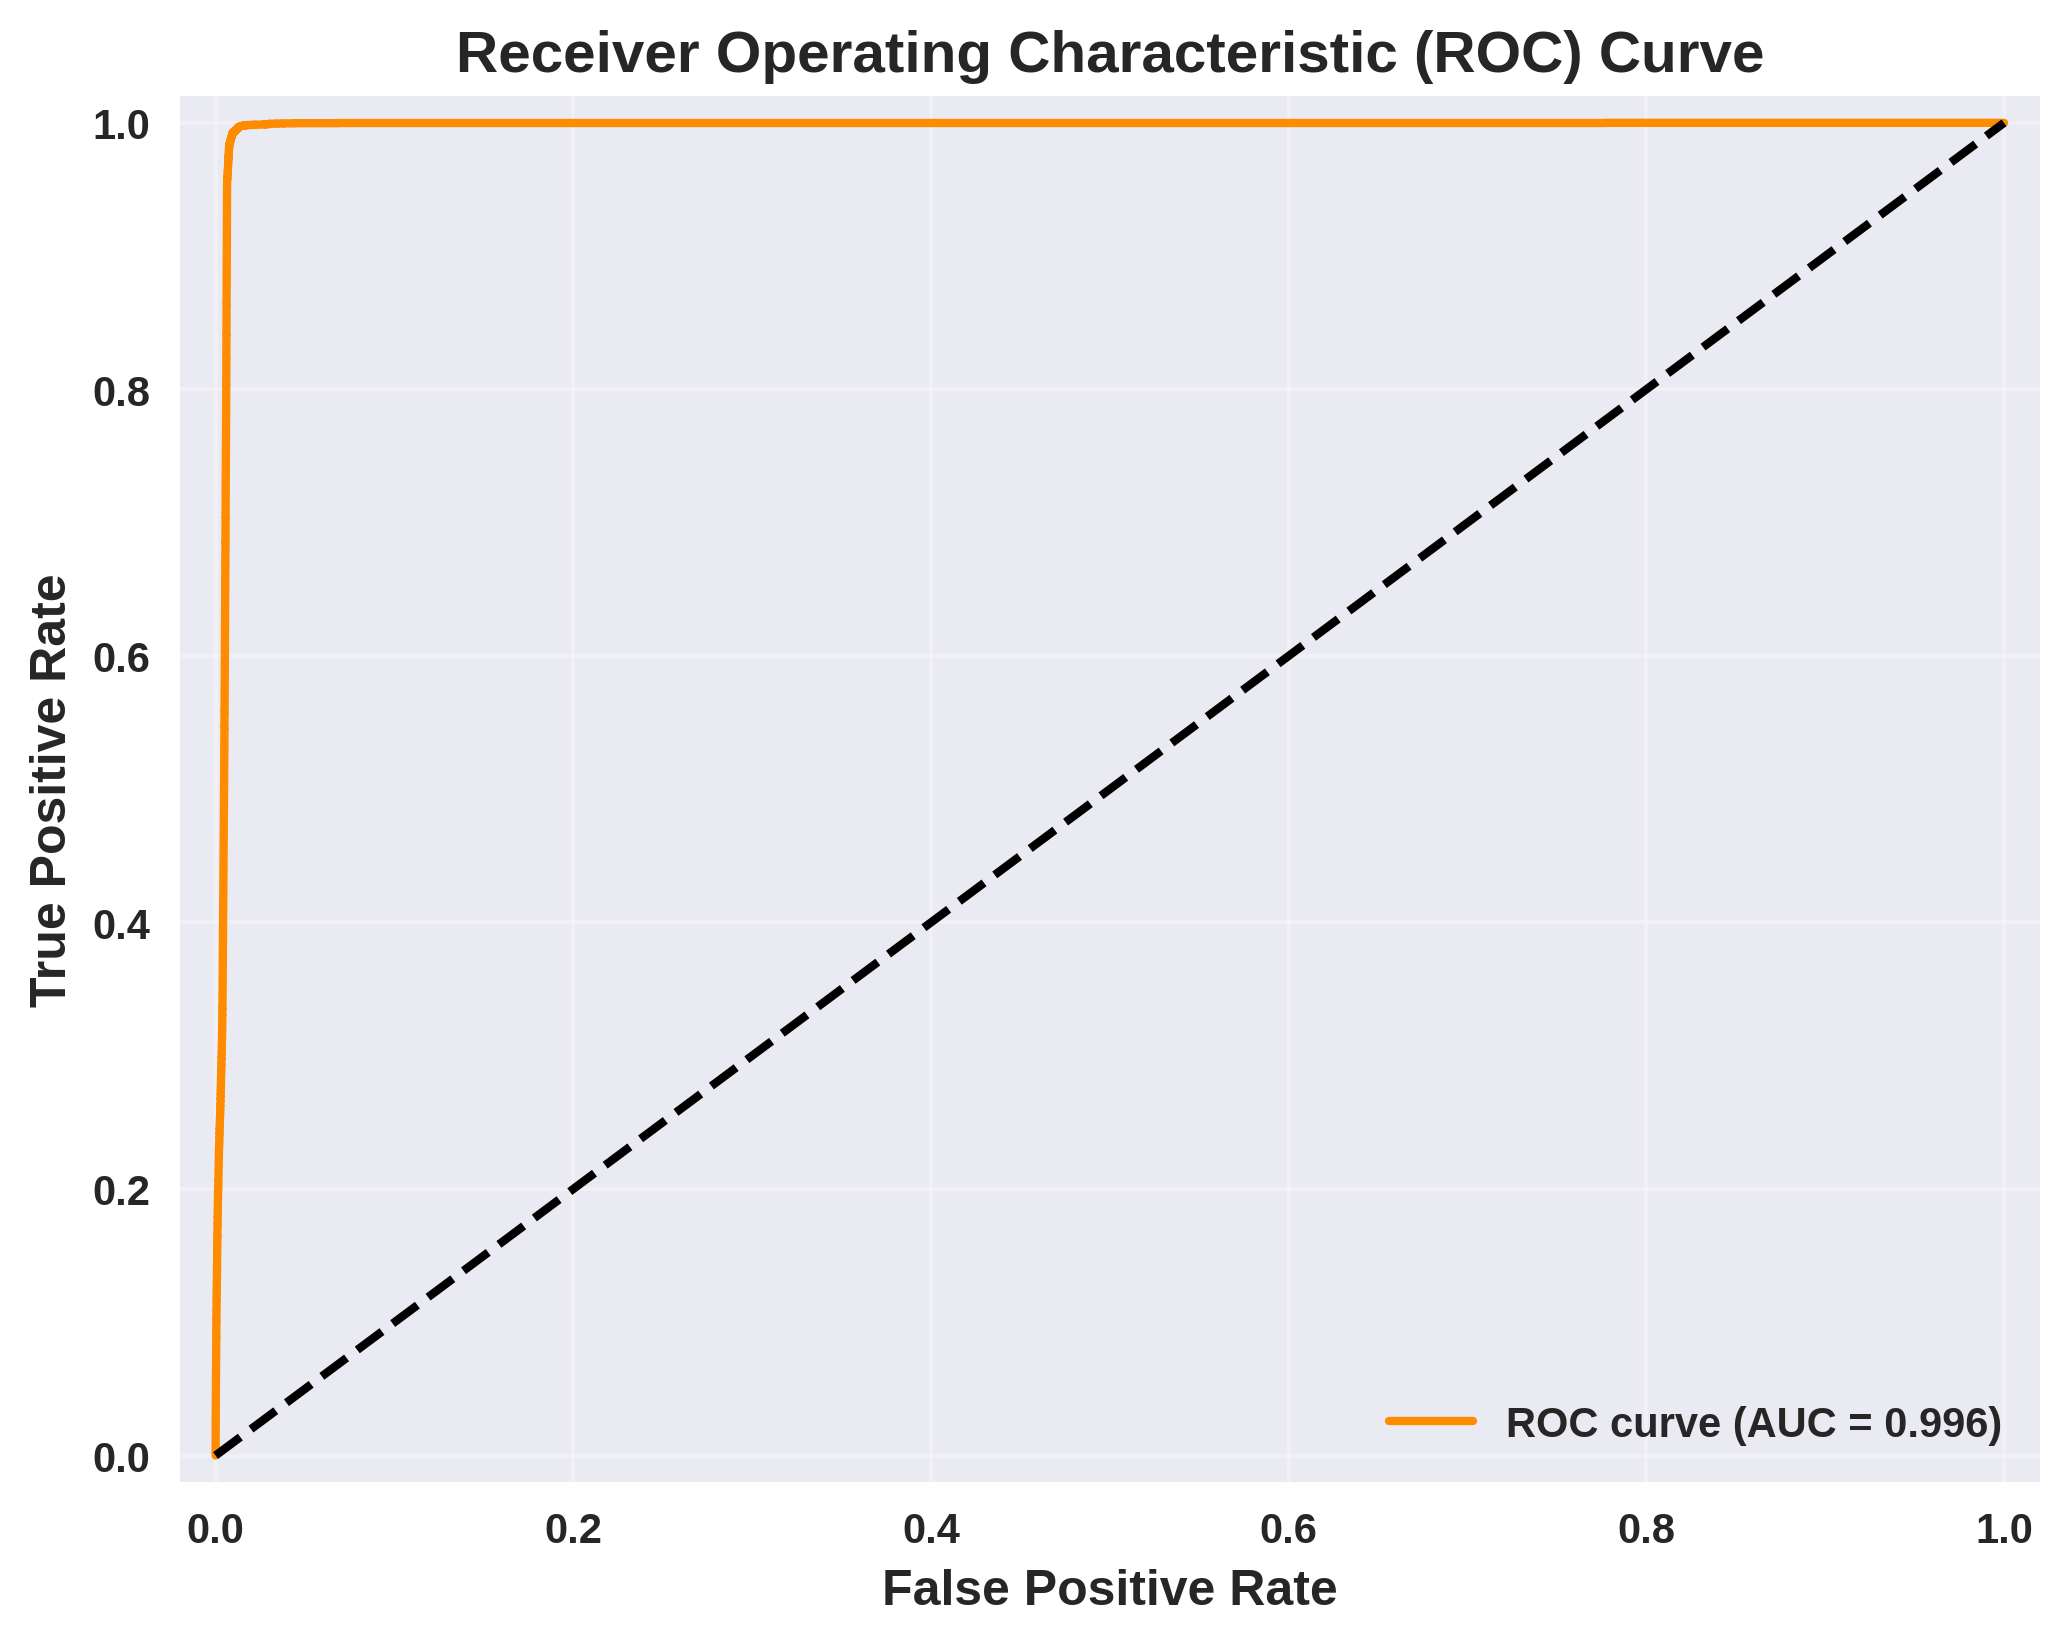 Receiver Operating Characteristic (ROC) Curve
1.0
0.8
0.6
0.4
0.2
0.0
True Positive Rate
ROC curve (AUC = 0.996)
0.0 0.2 0.4 0.6 0.8 1.0
False Positive Rate